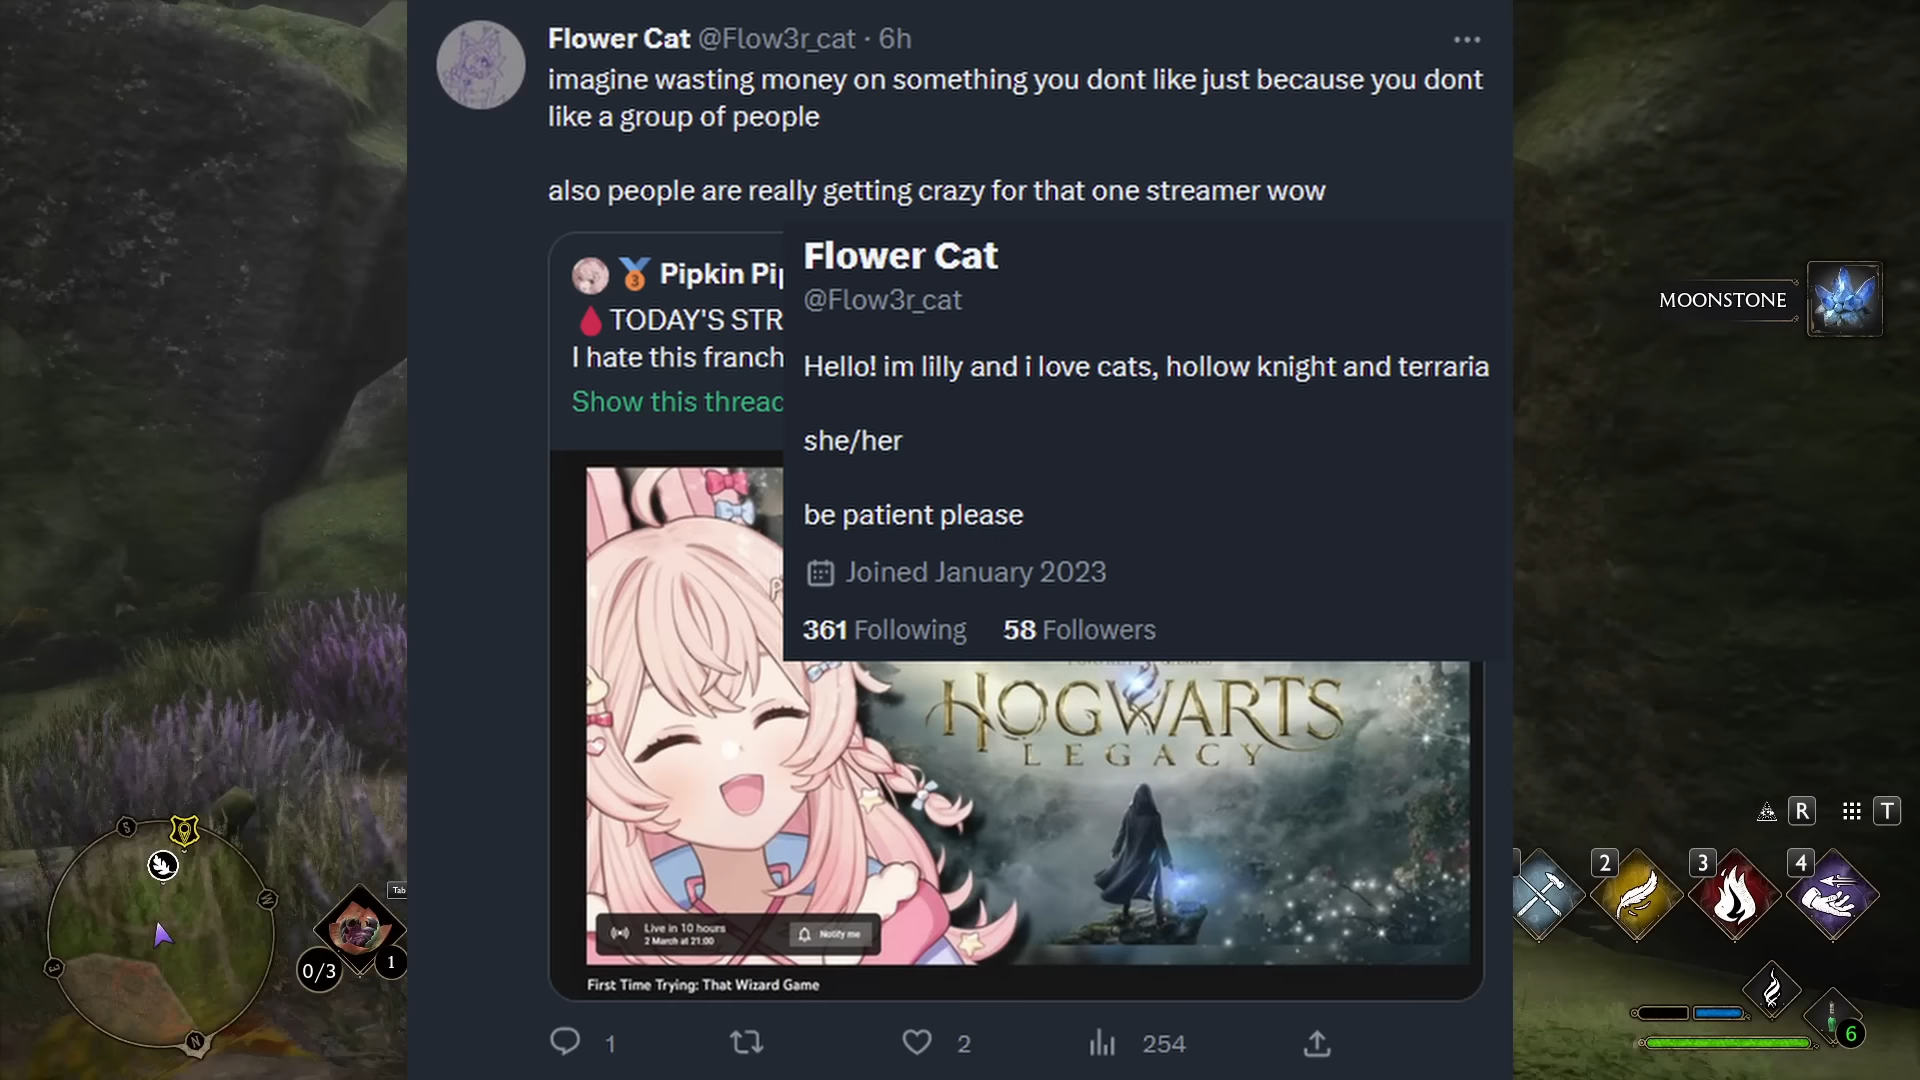 Flower Cat @Flow3r_cat · 6h
imagine wasting money on something you dont like just because you dont
like a group of people
also people are really getting crazy for that one streamer wow
3 Pipkin Pip
TODAY'S STR
I hate this franch
Show this thread
Flower Cat
@Flow3r_cat
Hello! im lilly and i love cats, hollow knight and terraria
she/her
be patient please
Joined January 2023
361 Following 58 Followers
HOGWARTS
LEGACY
Live in 10 hours
2 March at 21:00
Notify me
First Time Trying: That Wizard Game
1 2 254
MOONSTONE
R T
2 3 4
6
S
W
E
N
Tab
0/3 1